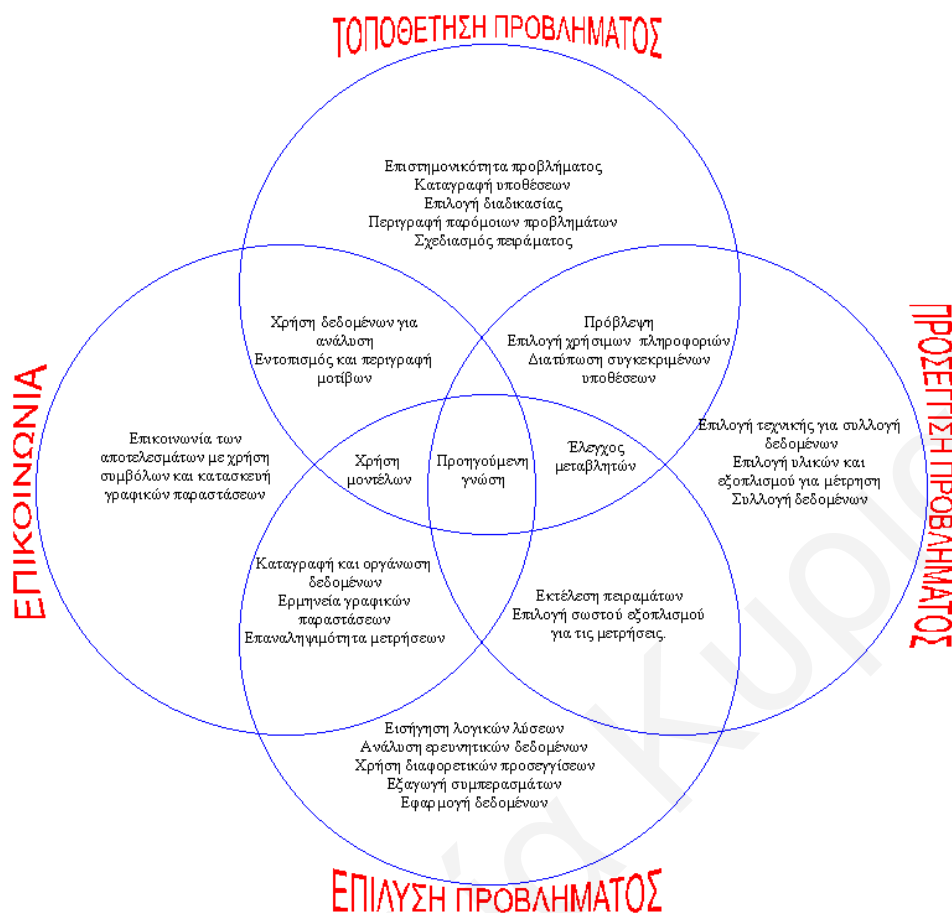 ΤΟΠΟΘΕΤΗΣΗ ΠΡΟΒΛΗΜΑΤΟΣ
Επιστημονικότητα προβλήματος
Καταγραφή υποθέσεων
Επιλογή διαδικασίας
Περιγραφή παρόμοιων προβλημάτων
Σχεδιασμός πειράματος
Χρήση δεδομένων για
ανάλυση
Εντοπισμός και περιγραφή
μοτίβων
Πρόβλεψη
Επιλογή χρήσιμων πληροφοριών
Διατύπωση συγκεκριμένων
υποθέσεων
ΕΠΙΚΟΙΝΩΝΙΑ
Επικοινωνία των
αποτελεσμάτων με χρήση
συμβόλων και κατασκευή
γραφικών παραστάσεων
Χρήση
μοντέλων
Προηγούμενη
γνώση
Έλεγχος
μεταβλητών
Επιλογή τεχνικής για συλλογή
δεδομένων
Επιλογή υλικών και
εξοπλισμού για μέτρηση
Συλλογή δεδομένων
ΠΡΟΣΕΓΓΙΣΗ ΠΡΟΒΛΗΜΑΤΟΣ
Καταγραφή και οργάνωση
δεδομένων
Ερμηνεία γραφικών
παραστάσεων
Επαναληψιμότητα μετρήσεων
Εκτέλεση πειραμάτων
Επιλογή σωστού εξοπλισμού
για τις μετρήσεις.
Εισήγηση λογικών λύσεων
Ανάλυση ερευνητικών δεδομένων
Χρήση διαφορετικών προσεγγίσεων
Εξαγωγή συμπερασμάτων
Εφαρμογή δεδομένων
ΕΠΙΛΥΣΗ ΠΡΟΒΛΗΜΑΤΟΣ